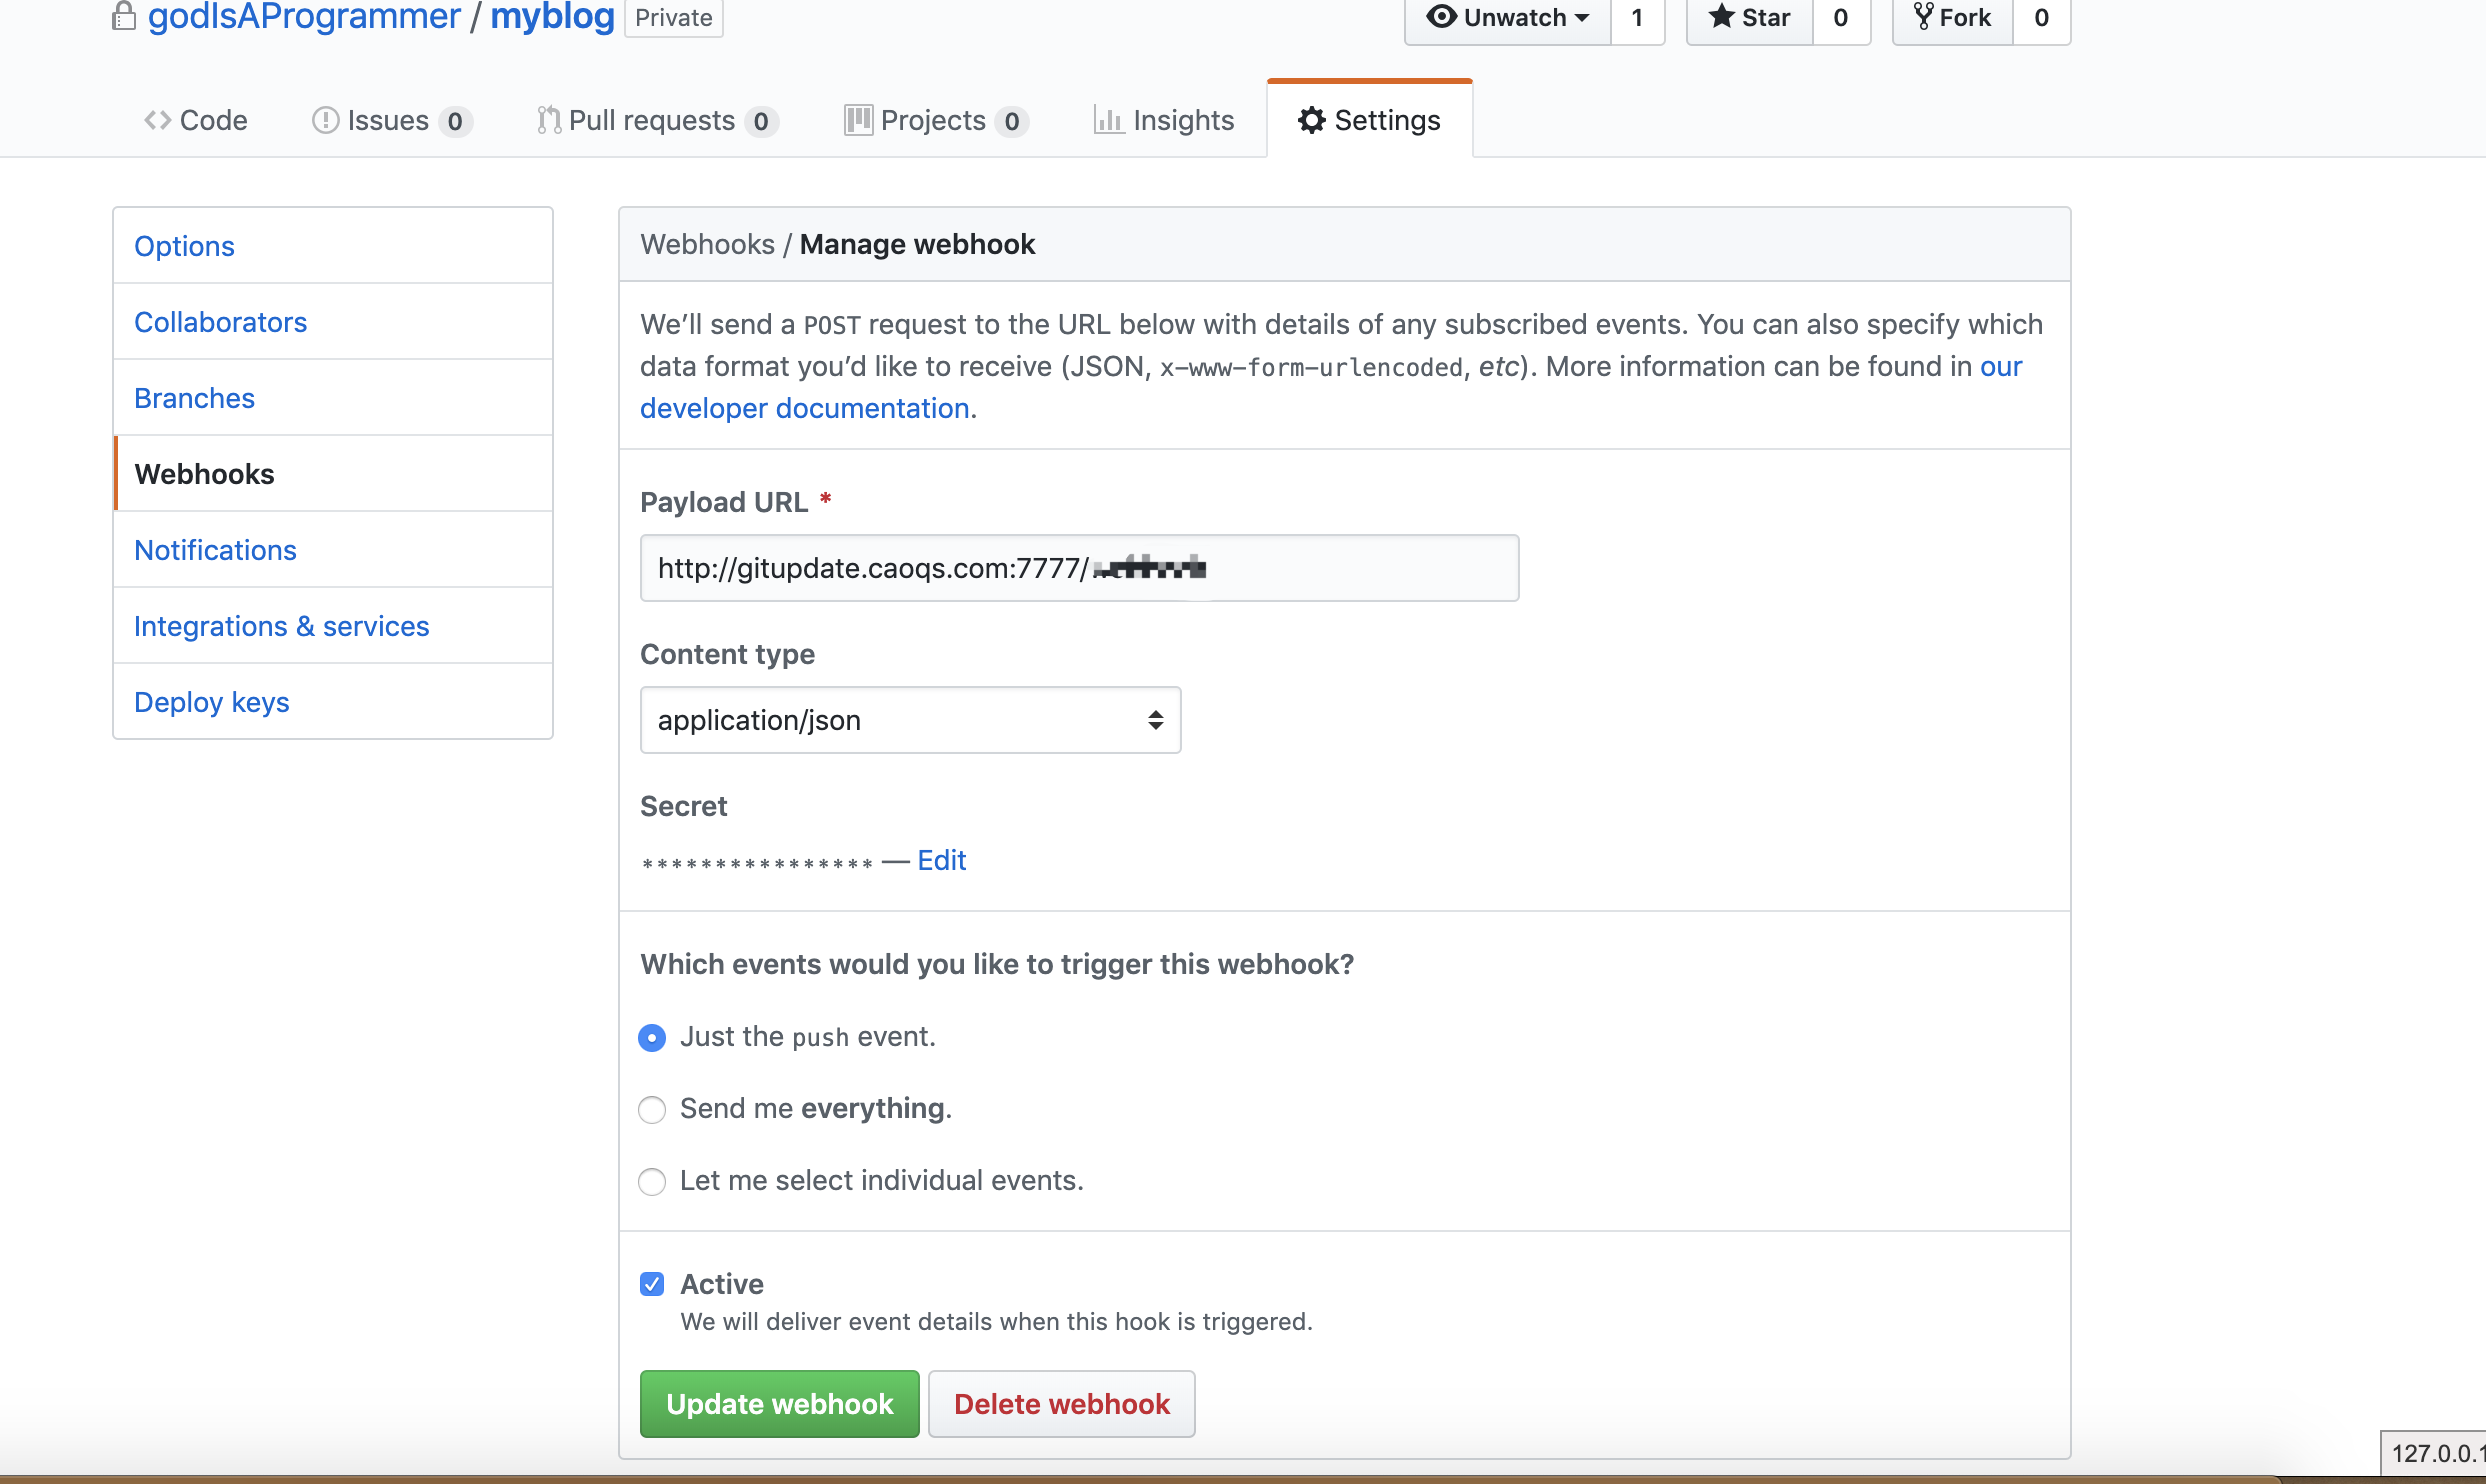 godIsAProgrammer / myblog Private
Unwatch 1 Star 0 Fork 0
Code Issues 0 Pull requests 0 Projects 0 Insights Settings
Options
Collaborators
Branches
Webhooks
Notifications
Integrations & services
Deploy keys
Webhooks / Manage webhook
We’ll send a POST request to the URL below with details of any subscribed events. You can also specify which
data format you’d like to receive (JSON, x-www-form-urlencoded, etc). More information can be found in our
developer documentation.
Payload URL *
http://gitupdate.caoqs.com:7777/
Content type
application/json
Secret
**************** — Edit
Which events would you like to trigger this webhook?
Just the push event.
Send me everything.
Let me select individual events.
Active
We will deliver event details when this hook is triggered.
Update webhook Delete webhook
127.0.0.1